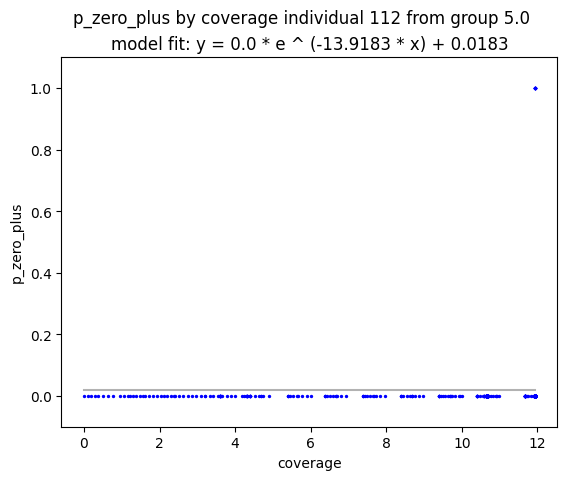 p_zero_plus by coverage individual 112 from group 5.0
model fit: y = 0.0 * e ^ (-13.9183 * x) + 0.0183
1.0
0.8
0.6
0.4
0.2
0.0
p_zero_plus
0 2 4 6 8 10 12
coverage